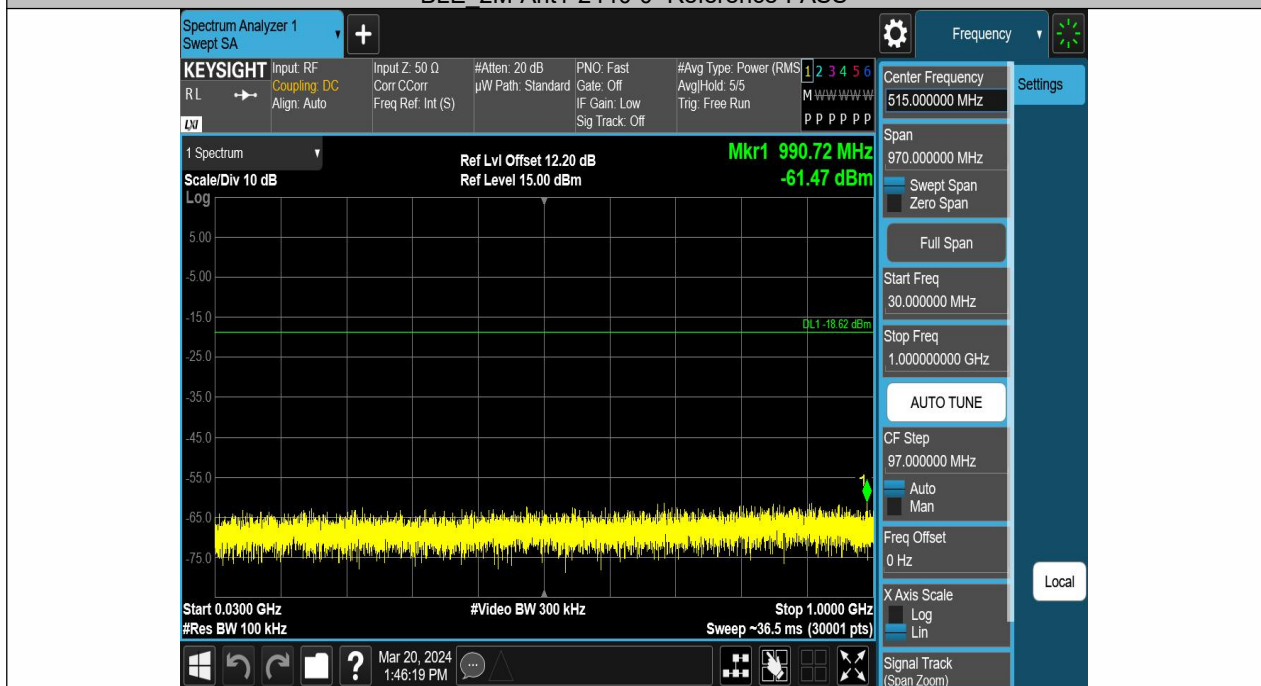 Spectrum Analyzer 1
Swept SA
+
Frequency
KEYSIGHT
RL
LXI
Input: RF
Coupling: DC
Align: Auto
Input Z: 50 Ω
Corr CCorr
Freq Ref: Int (S)
#Atten: 20 dB
µW Path: Standard
PNO: Fast
Gate: Off
IF Gain: Low
Sig Track: Off
#Avg Type: Power (RMS
Avg|Hold: 5/5
Trig: Free Run
1 2 3 4 5 6
M W W W W W
P P P P P P
1 Spectrum
Scale/Div 10 dB
Log
Ref Lvl Offset 12.20 dB
Ref Level 15.00 dBm
Mkr1 990.72 MHz
-61.47 dBm
5.00
-5.00
-15.0
DL1 -18.62 dBm
-25.0
-35.0
-45.0
-55.0
1
-65.0
-75.0
Start 0.0300 GHz
#Res BW 100 kHz
#Video BW 300 kHz
Stop 1.0000 GHz
Sweep ~36.5 ms (30001 pts)
?
Mar 20, 2024
1:46:19 PM
Center Frequency
515.000000 MHz
Settings
Span
970.000000 MHz
Swept Span
Zero Span
Full Span
Start Freq
30.000000 MHz
Stop Freq
1.000000000 GHz
AUTO TUNE
CF Step
97.000000 MHz
Auto
Man
Freq Offset
0 Hz
Local
X Axis Scale
Log
Lin
Signal Track
(Span Zoom)